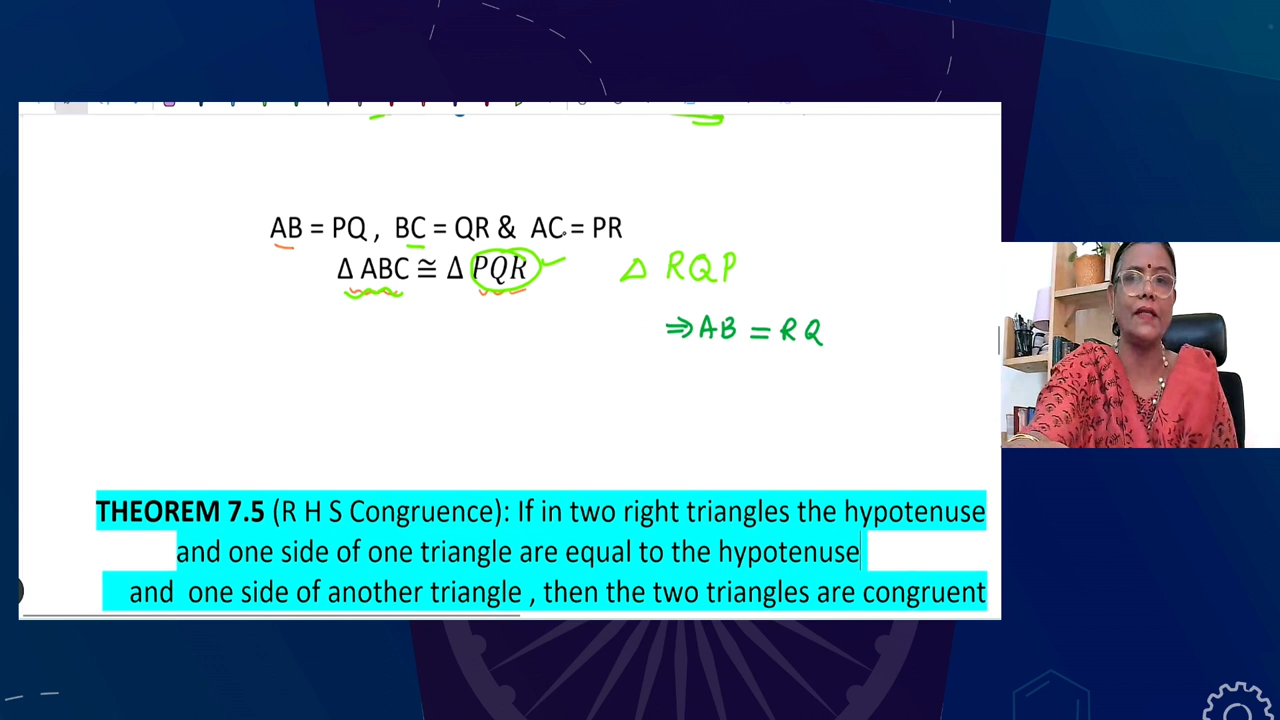 AB = PQ , BC = QR & AC = PR
Δ ABC ≅ Δ PQR Δ RQP
⇒ AB = RQ
THEOREM 7.5 (R H S Congruence): If in two right triangles the hypotenuse
and one side of one triangle are equal to the hypotenuse
and one side of another triangle , then the two triangles are congruent